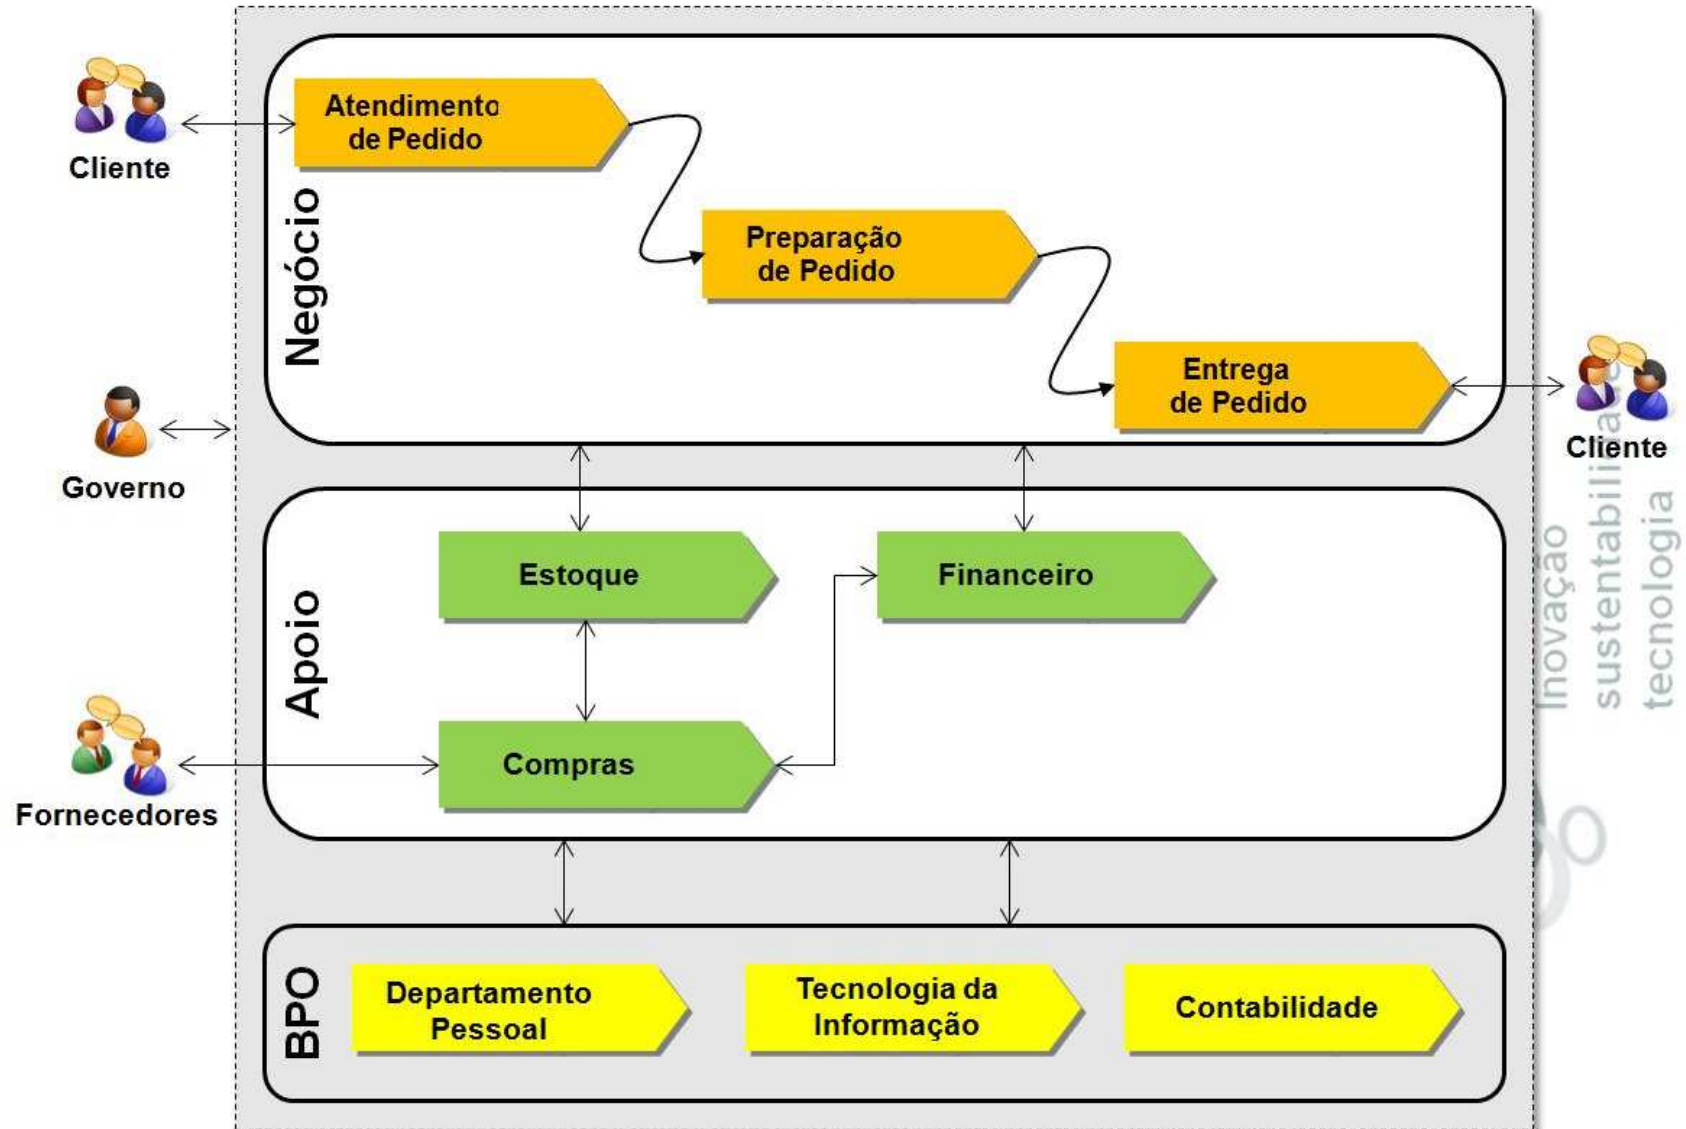 Cliente
Atendimento
de Pedido
Negócio
Preparação
de Pedido
Entrega
de Pedido
Cliente
Governo
Apoio
Estoque
Financeiro
Compras
Fornecedores
BPO
Departamento
Pessoal
Tecnologia da
Informação
Contabilidade
Inovação
tecnologia